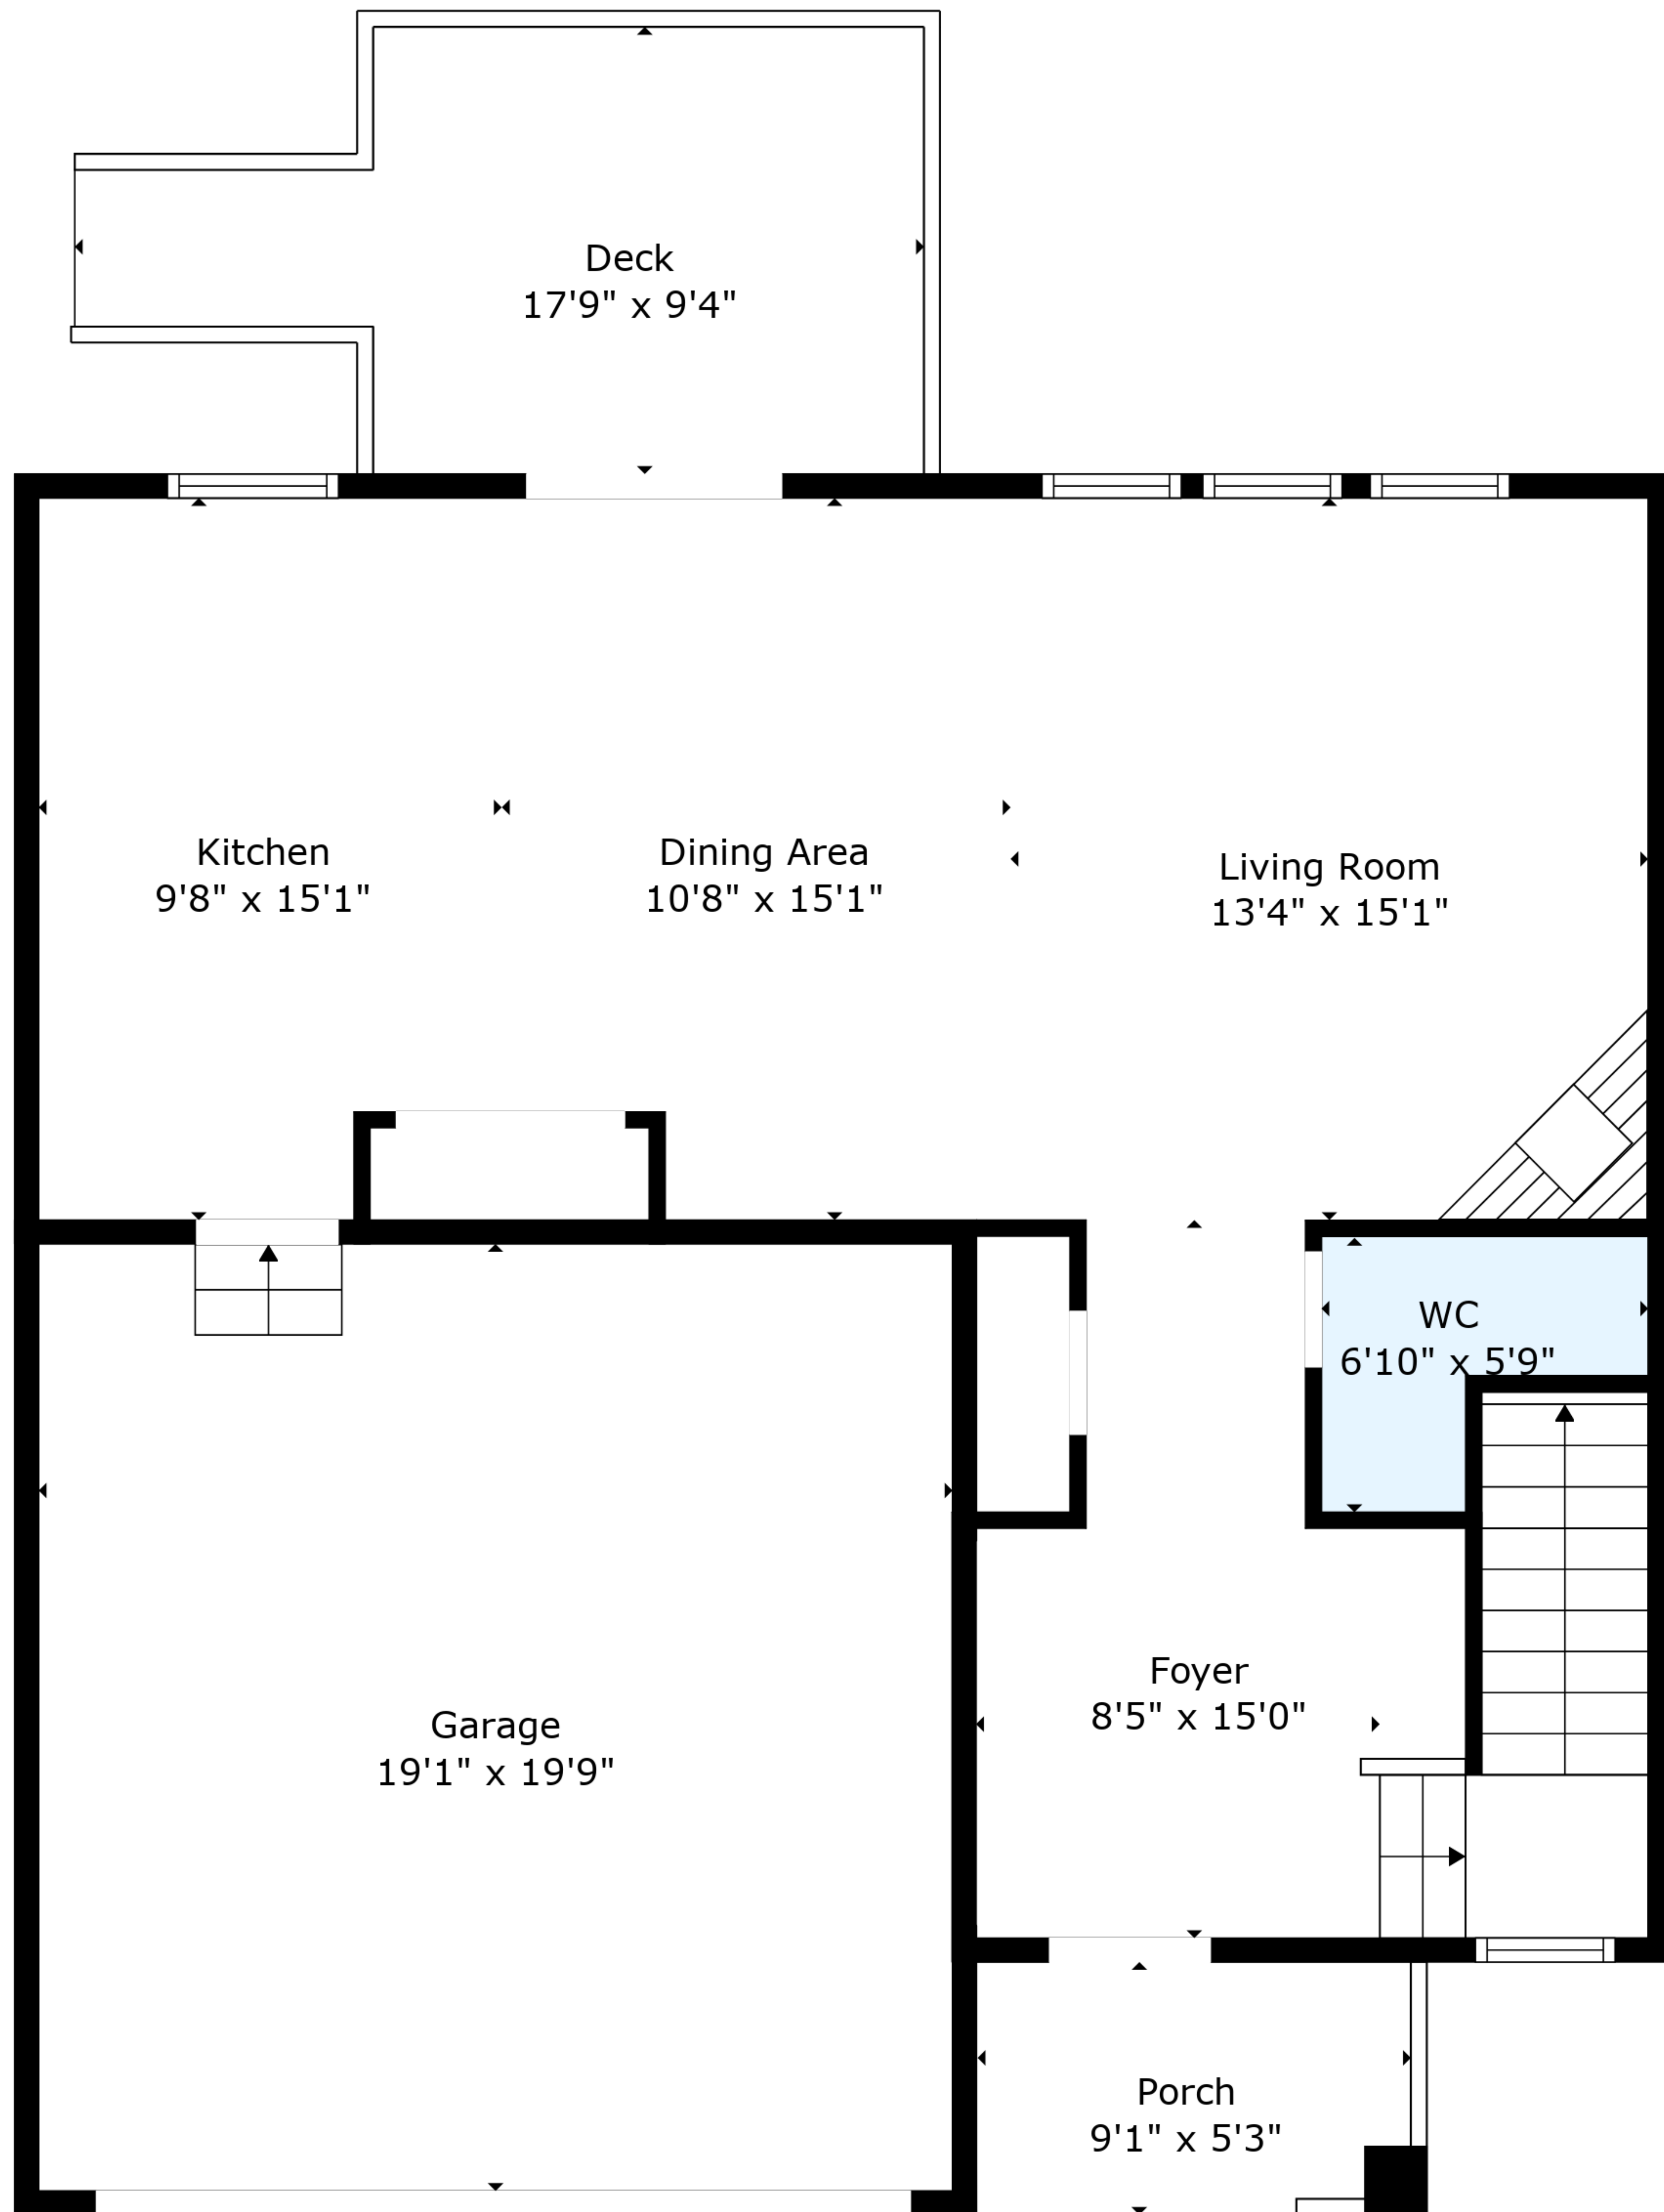 Deck
17'9" x 9'4"
Kitchen
9'8" x 15'1"
Dining Area
10'8" x 15'1"
Living Room
13'4" x 15'1"
WC
6'10" x 5'9"
Foyer
8'5" x 15'0"
Garage
19'1" x 19'9"
Porch
9'1" x 5'3"